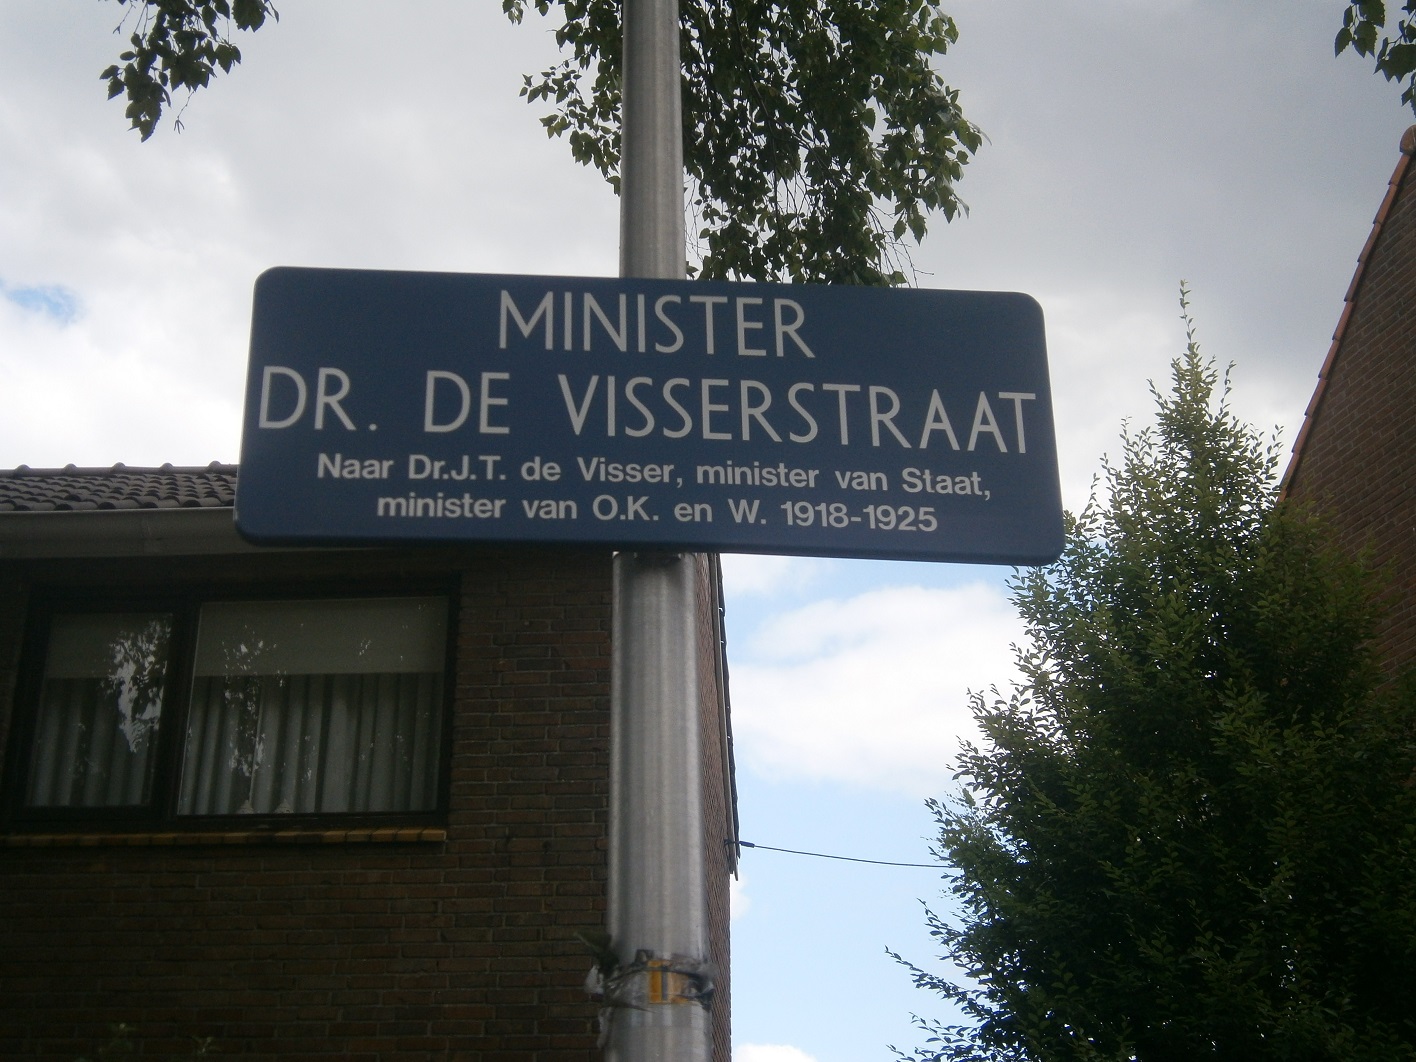 MINISTER
DR. DE VISSERSTRAAT
Naar Dr.J.T. de Visser, minister van Staat,
minister van O.K. en W. 1918-1925